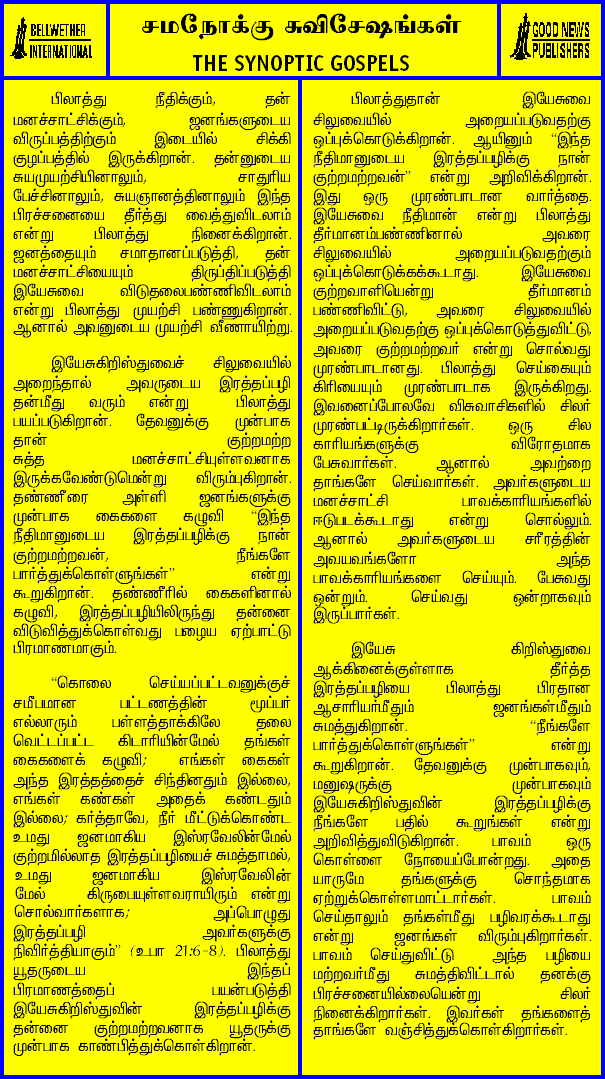 BELLWETHER
INTERNATIONAL
சமநோக்கு சுவிசேஷங்கள்
THE SYNOPTIC GOSPELS
GOOD NEWS
PUBLISHERS
பிலாத்து நீதிக்கும், தன்
மனச்சாட்சிக்கும், ஜனங்களுடைய
விருப்பத்திற்கும் இடையில் சிக்கி
குழப்பத்தில் இருக்கிறான். தன்னுடைய
சுயமுயற்சியினாலும், சாதுரிய
பேச்சினாலும், சுயஞானத்தினாலும் இந்த
பிரச்சனையை தீர்த்து வைத்துவிடலாம்
என்று பிலாத்து நினைக்கிறான்.
ஜனத்தையும் சமாதானப்படுத்தி, தன்
மனச்சாட்சியையும் திருப்திப்படுத்தி
இயேசுவை விடுதலைபண்ணிவிடலாம்
என்று பிலாத்து முயற்சி பண்ணுகிறான்.
ஆனால் அவனுடைய முயற்சி வீணாயிற்று.
இயேசுகிறிஸ்துவைச் சிலுவையில்
அறைந்தால் அவருடைய இரத்தப்பழி
தன்மீது வரும் என்று பிலாத்து
பயப்படுகிறான். தேவனுக்கு முன்பாக
தான் குற்றமற்ற
சுத்த மனச்சாட்சியுள்ளவனாக
இருக்கவேண்டுமென்று விரும்புகிறான்.
தண்ணீரை அள்ளி ஜனங்களுக்கு
முன்பாக கைகளை கழுவி “இந்த
நீதிமானுடைய இரத்தப்பழிக்கு நான்
குற்றமற்றவன், நீங்களே
பார்த்துக்கொள்ளுங்கள்” என்று
கூறுகிறான். தண்ணீரில் கைகளினால்
கழுவி, இரத்தப்பழியிலிருந்து தன்னை
விடுவித்துக்கொள்வது பழைய ஏற்பாட்டு
பிரமாணமாகும்.
“கொலை செய்யப்பட்டவனுக்குச்
சமீபமான பட்டணத்தின் மூப்பர்
எல்லாரும் பள்ளத்தாக்கிலே தலை
வெட்டப்பட்ட கிடாரியின்மேல் தங்கள்
கைகளைக் கழுவி; எங்கள் கைகள்
அந்த இரத்தத்தைச் சிந்தினதும் இல்லை,
எங்கள் கண்கள் அதைக் கண்டதும்
இல்லை; கர்த்தாவே, நீர் மீட்டுக்கொண்ட
உமது ஜனமாகிய இஸ்ரவேலின்மேல்
குற்றமில்லாத இரத்தப்பழியைச் சுமத்தாமல்,
உமது ஜனமாகிய இஸ்ரவேலின்
மேல் கிருபையுள்ளவராயிரும் என்று
சொல்வார்களாக; அப்பொழுது
இரத்தப்பழி அவர்களுக்கு
நிவிர்த்தியாகும்” (உபா 21:6-8). பிலாத்து
யூதருடைய இந்தப்
பிரமாணத்தைப் பயன்படுத்தி
இயேசுகிறிஸ்துவின் இரத்தப்பழிக்கு
தன்னை குற்றமற்றவனாக யூதருக்கு
முன்பாக காண்பித்துக்கொள்கிறான்.
பிலாத்துதான் இயேசுவை
சிலுவையில் அறையப்படுவதற்கு
ஒப்புக்கொடுக்கிறான். ஆயினும் “இந்த
நீதிமானுடைய இரத்தப்பழிக்கு நான்
குற்றமற்றவன்” என்று அறிவிக்கிறான்.
இது ஒரு முரண்பாடான வார்த்தை.
இயேசுவை நீதிமான் என்று பிலாத்து
தீர்மானம்பண்ணினால் அவரை
சிலுவையில் அறையப்படுவதற்கும்
ஒப்புக்கொடுக்கக்கூடாது. இயேசுவை
குற்றவாளியென்று தீர்மானம்
பண்ணிவிட்டு, அவரை சிலுவையில்
அறையப்படுவதற்கு ஒப்புக்கொடுத்துவிட்டு,
அவரை குற்றமற்றவர் என்று சொல்வது
முரண்பாடானது. பிலாத்து செய்கையும்
கிரியையும் முரண்பாடாக இருக்கிறது.
இவனைப்போலவே விசுவாசிகளில் சிலர்
முரண்பட்டிருக்கிறார்கள். ஒரு சில
காரியங்களுக்கு விரோதமாக
பேசுவார்கள். ஆனால் அவற்றை
தாங்களே செய்வார்கள். அவர்களுடைய
மனச்சாட்சி பாவக்காரியங்களில்
ஈடுபடக்கூடாது என்று சொல்லும்.
ஆனால் அவர்களுடைய சரீரத்தின்
அவயவங்களோ அந்த
பாவக்காரியங்களை செய்யும். பேசுவது
ஒன்றும். செய்வது ஒன்றாகவும்
இருப்பார்கள்.
இயேசு கிறிஸ்துவை
ஆக்கினைக்குள்ளாக தீர்த்த
இரத்தப்பழியை பிலாத்து பிரதான
ஆசாரியர்மீதும் ஜனங்கள்மீதும்
சுமத்துகிறான். “நீங்களே
பார்த்துக்கொள்ளுங்கள்” என்று
கூறுகிறான். தேவனுக்கு முன்பாகவும்,
மனுஷருக்கு முன்பாகவும்
இயேசுகிறிஸ்துவின் இரத்தப்பழிக்கு
நீங்களே பதில் கூறுங்கள் என்று
அறிவித்துவிடுகிறான். பாவம் ஒரு
கொள்ளை நோயைப்போன்றது. அதை
யாருமே தங்களுக்கு சொந்தமாக
ஏற்றுக்கொள்ளமாட்டார்கள். பாவம்
செய்தாலும் தங்கள்மீது பழிவரக்கூடாது
என்று ஜனங்கள் விரும்புகிறார்கள்.
பாவம் செய்துவிட்டு அந்த பழியை
மற்றவர்மீது சுமத்திவிட்டால் தனக்கு
பிரச்சனையில்லையென்று சிலர்
நினைக்கிறார்கள். இவர்கள் தங்களைத்
தாங்களே வஞ்சித்துக்கொள்கிறார்கள்.